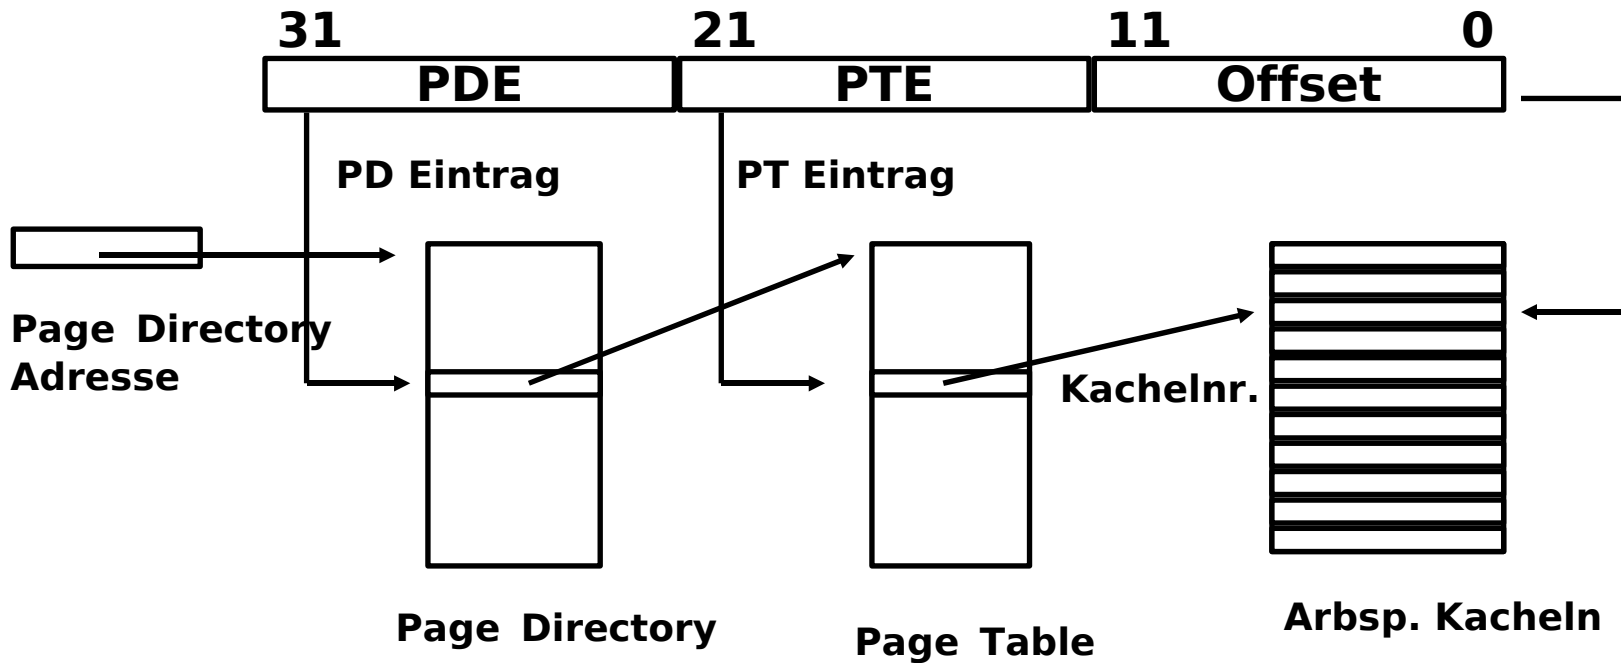 31 21 11 0
PDE PTE Offset
PD Eintrag PT Eintrag
Page Directory
Adresse
Kachelnr.
Page Directory
Page Table
Arbsp. Kacheln